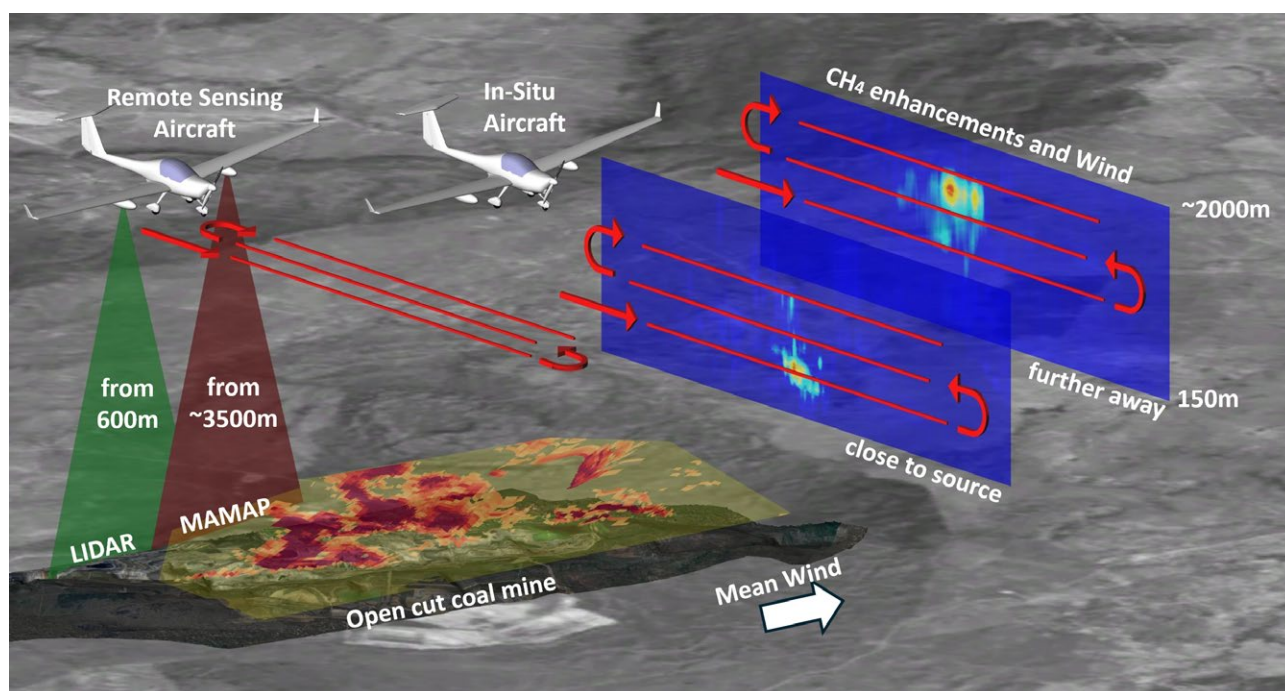 Remote Sensing
Aircraft
In-Situ
Aircraft
CH₄ enhancements and Wind
~2000m
150m
further away
close to source
from
600m
from
~3500m
LIDAR
MAMAP
Open cut coal mine
Mean Wind